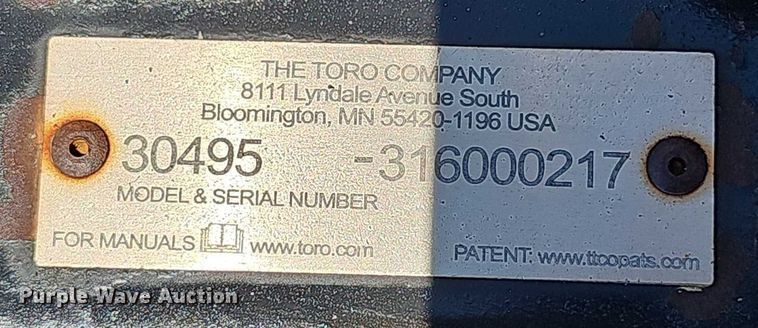 THE TORO COMPANY
8111 Lyndale Avenue South
Bloomington, MN 55420-1196 USA
30495 -316000217
MODEL & SERIAL NUMBER
FOR MANUALS www.toro.com
PATENT: www.ttcopats.com
Purple Wave Auction